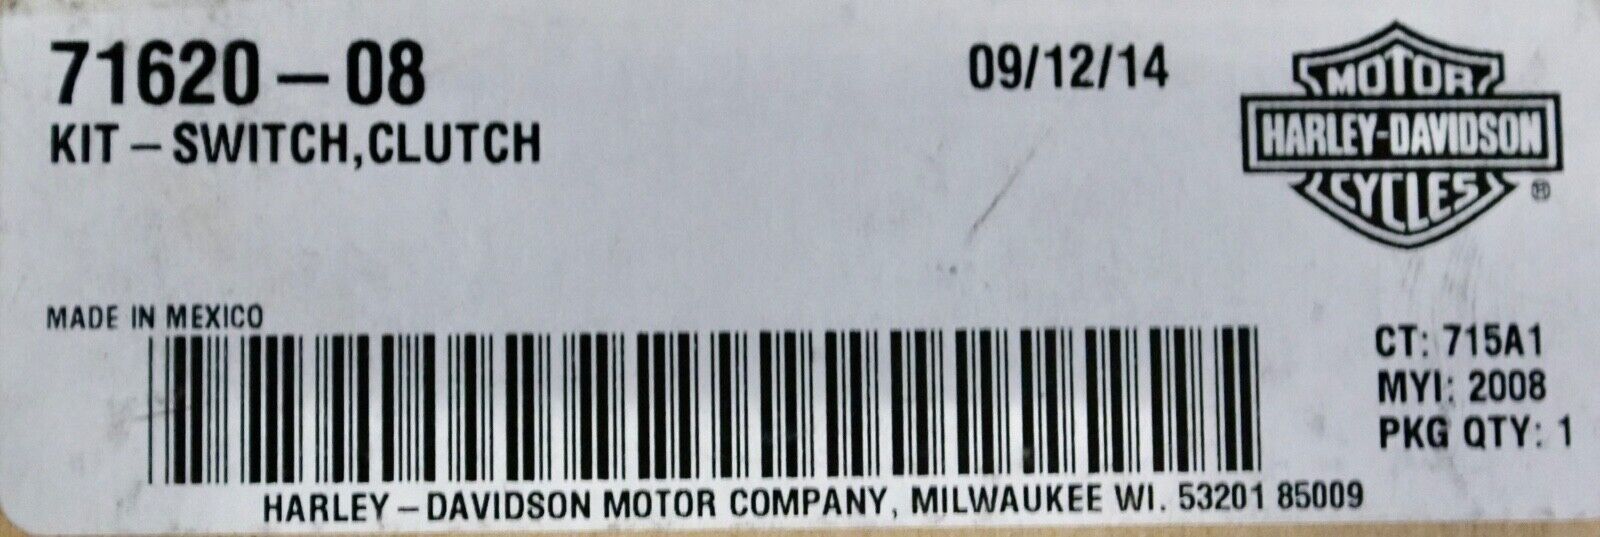 71620-08
09/12/14
KIT-SWITCH,CLUTCH
MOTOR
HARLEY-DAVIDSON
CYCLES
®
MADE IN MEXICO
CT: 715A1
MYI: 2008
PKG QTY: 1
HARLEY-DAVIDSON MOTOR COMPANY, MILWAUKEE WI. 53201 85009